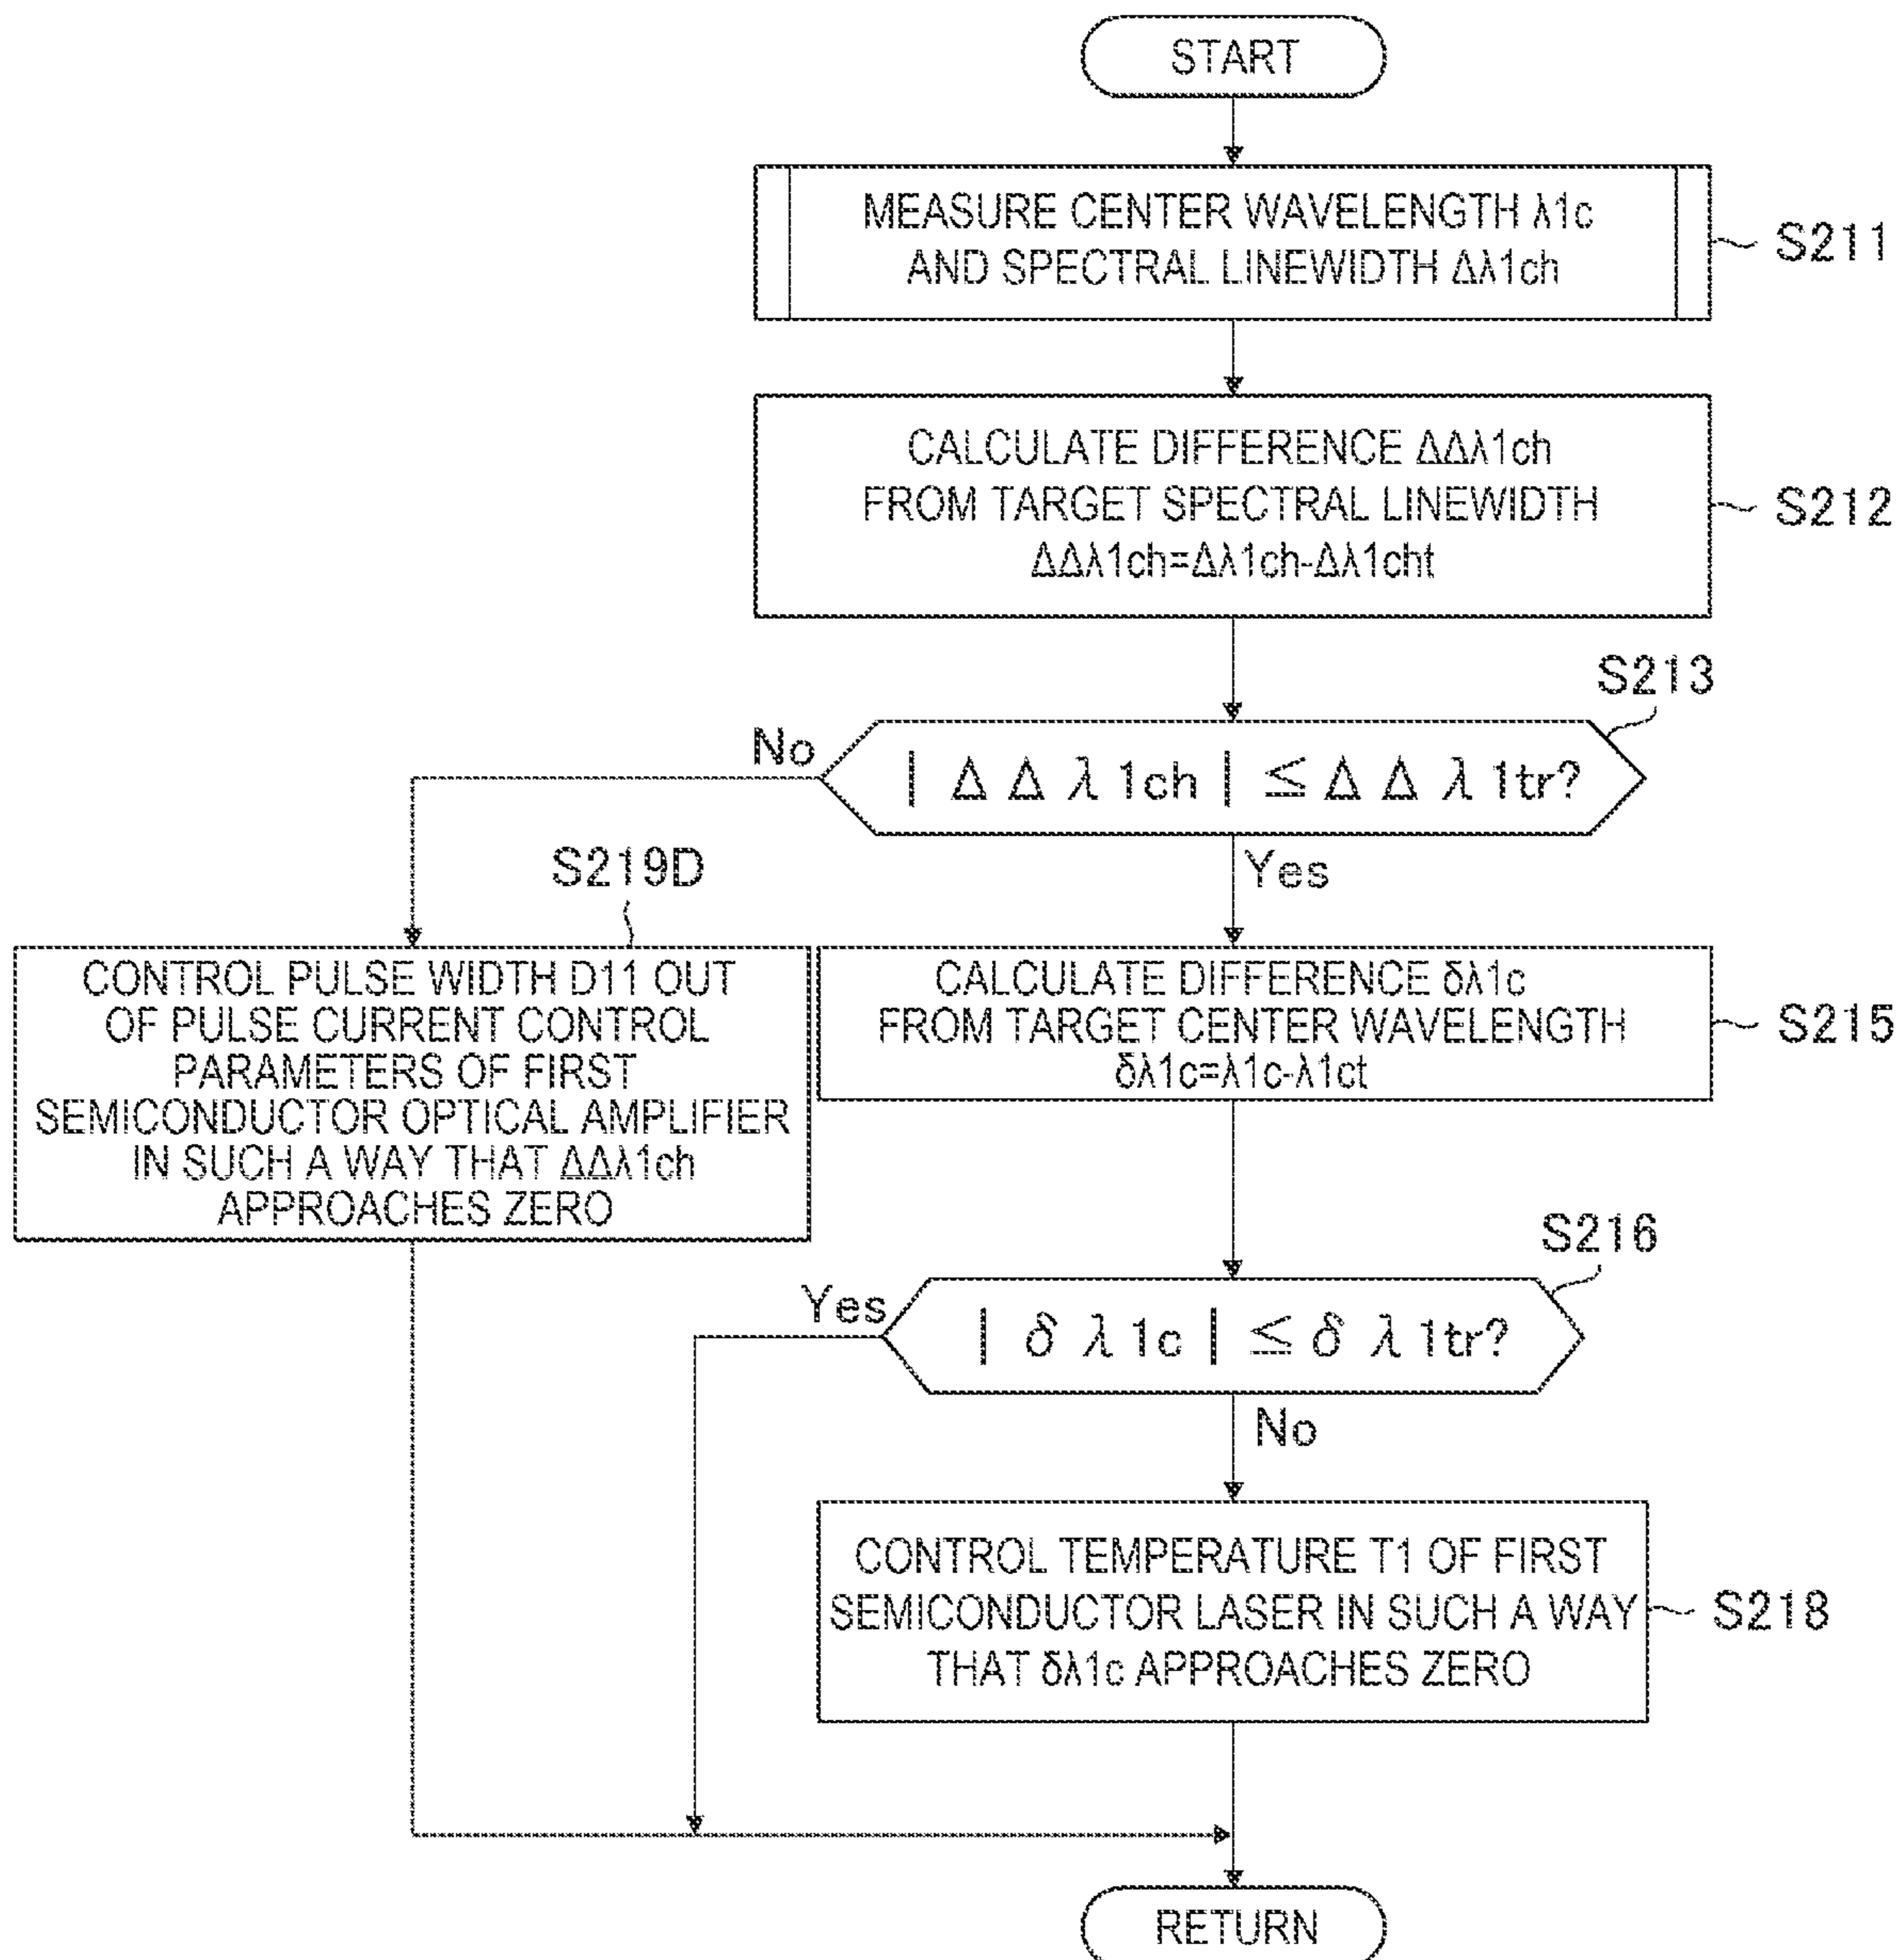 START
MEASURE CENTER WAVELENGTH λ1c
AND SPECTRAL LINEWIDTH Δλ1ch
S211
CALCULATE DIFFERENCE ΔΔλ1ch
FROM TARGET SPECTRAL LINEWIDTH
ΔΔλ1ch=Δλ1ch-Δλ1cht
S212
S213
| Δ Δ λ 1ch | ≦ Δ Δ λ 1tr?
No
Yes
S219D
CONTROL PULSE WIDTH D11 OUT
OF PULSE CURRENT CONTROL
PARAMETERS OF FIRST
SEMICONDUCTOR OPTICAL AMPLIFIER
IN SUCH A WAY THAT ΔΔλ1ch
APPROACHES ZERO
CALCULATE DIFFERENCE δλ1c
FROM TARGET CENTER WAVELENGTH
δλ1c=λ1c-λ1ct
S215
S216
| δ λ 1c | ≦ δ λ 1tr?
Yes
No
CONTROL TEMPERATURE T1 OF FIRST
SEMICONDUCTOR LASER IN SUCH A WAY
THAT δλ1c APPROACHES ZERO
S218
RETURN